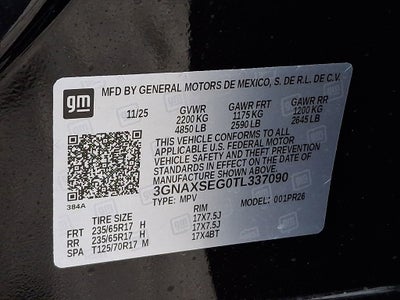 gm
MFD BY GENERAL MOTORS DE MEXICO, S. DE R.L. DE C.V.
11/25 GVWR GAWR FRT GAWR RR
2200 KG 1175 KG 1200 KG
4850 LB 2590 LB 2645 LB
THIS VEHICLE CONFORMS TO ALL
APPLICABLE U.S. FEDERAL MOTOR
VEHICLE SAFETY AND THEFT PREVENTION
STANDARDS IN EFFECT ON THE DATE OF
MANUFACTURE SHOWN ABOVE.
3GNAXSEG0TL337090
384A TYPE: MPV MODEL: 001PR26
TIRE SIZE RIM
FRT 235/65R17 H 17X7.5J
RR 235/65R17 H 17X7.5J
SPA T125/70R17 M 17X4BT